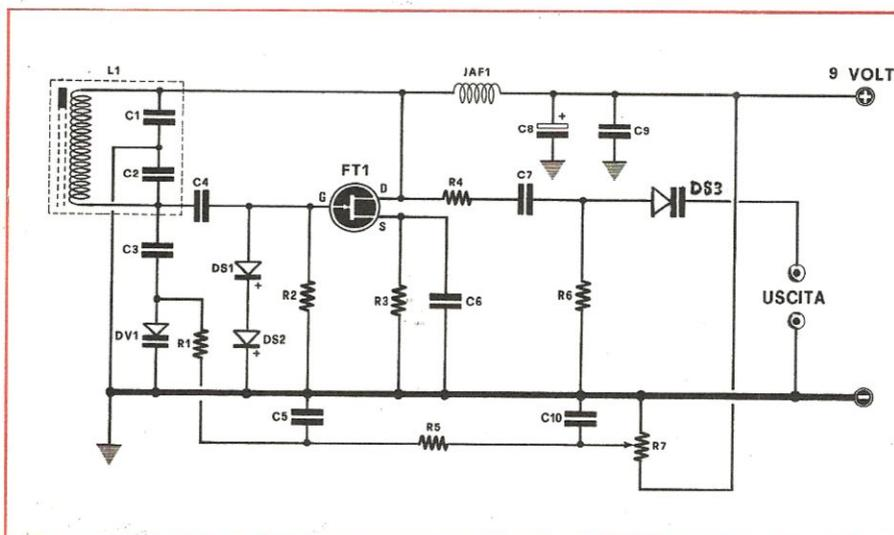 L1
JAF1
9 VOLT
+
C1
C8
+
C9
C2
FT1
C4
G
D
R4
C7
DS3
S
C3
DS1
+
R2
R3
C6
R6
USCITA
DV1
R1
DS2
+
C5
R5
C10
R7
−